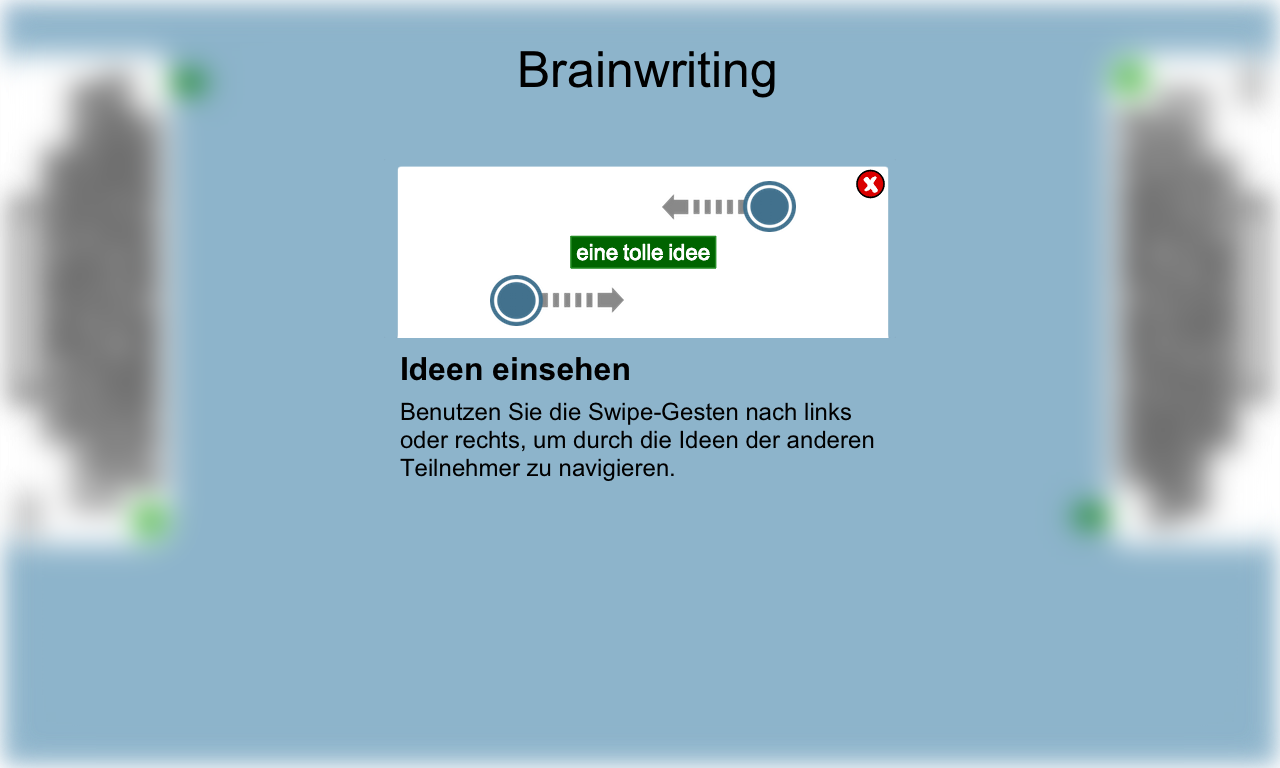 Brainwriting
eine tolle idee
Ideen einsehen
Benutzen Sie die Swipe-Gesten nach links
oder rechts, um durch die Ideen der anderen
Teilnehmer zu navigieren.